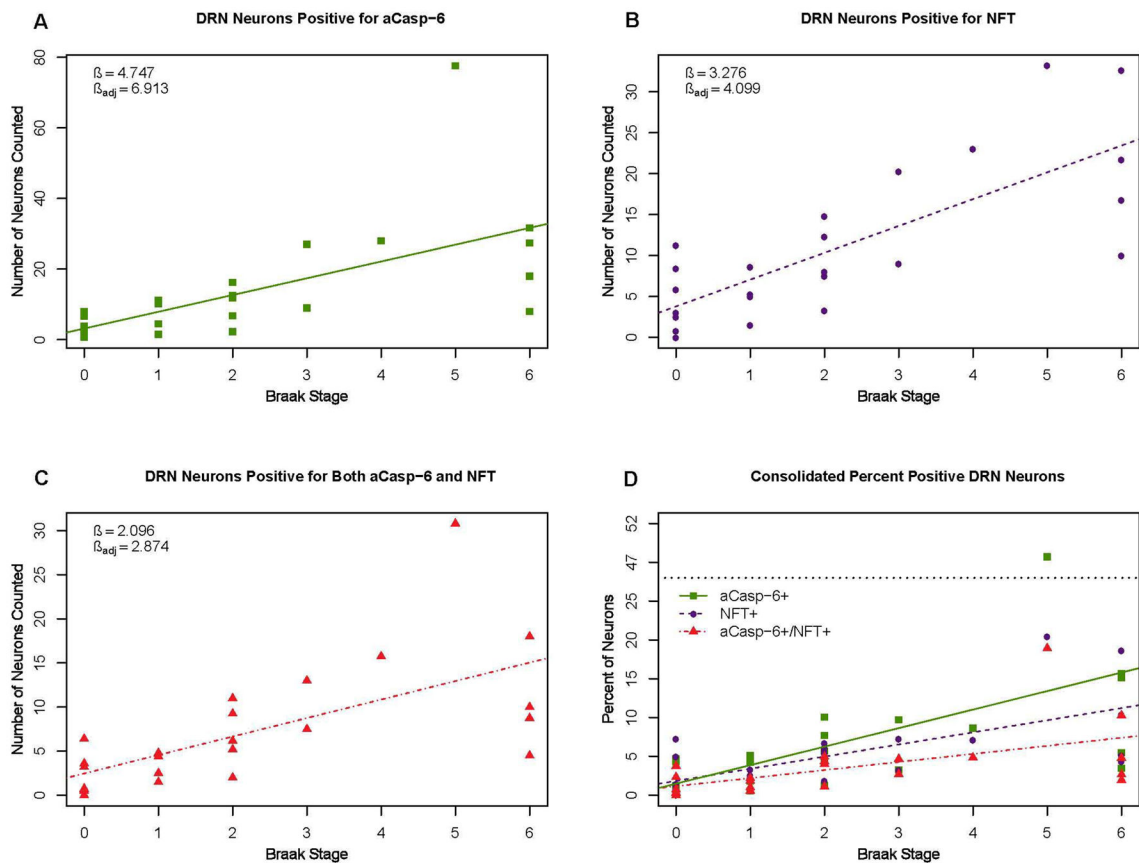 A
DRN Neurons Positive for aCasp-6
ß = 4.747
ßadj = 6.913
Number of Neurons Counted
80
60
40
20
0
0 1 2 3 4 5 6
Braak Stage
B
DRN Neurons Positive for NFT
ß = 3.276
ßadj = 4.099
Number of Neurons Counted
30
25
20
15
10
5
0
0 1 2 3 4 5 6
Braak Stage
C
DRN Neurons Positive for Both aCasp-6 and NFT
ß = 2.096
ßadj = 2.874
Number of Neurons Counted
30
25
20
15
10
5
0
0 1 2 3 4 5 6
Braak Stage
D
Consolidated Percent Positive DRN Neurons
Percent of Neurons
52
47
25
20
15
10
5
0
aCasp-6+
NFT+
aCasp-6+/NFT+
0 1 2 3 4 5 6
Braak Stage